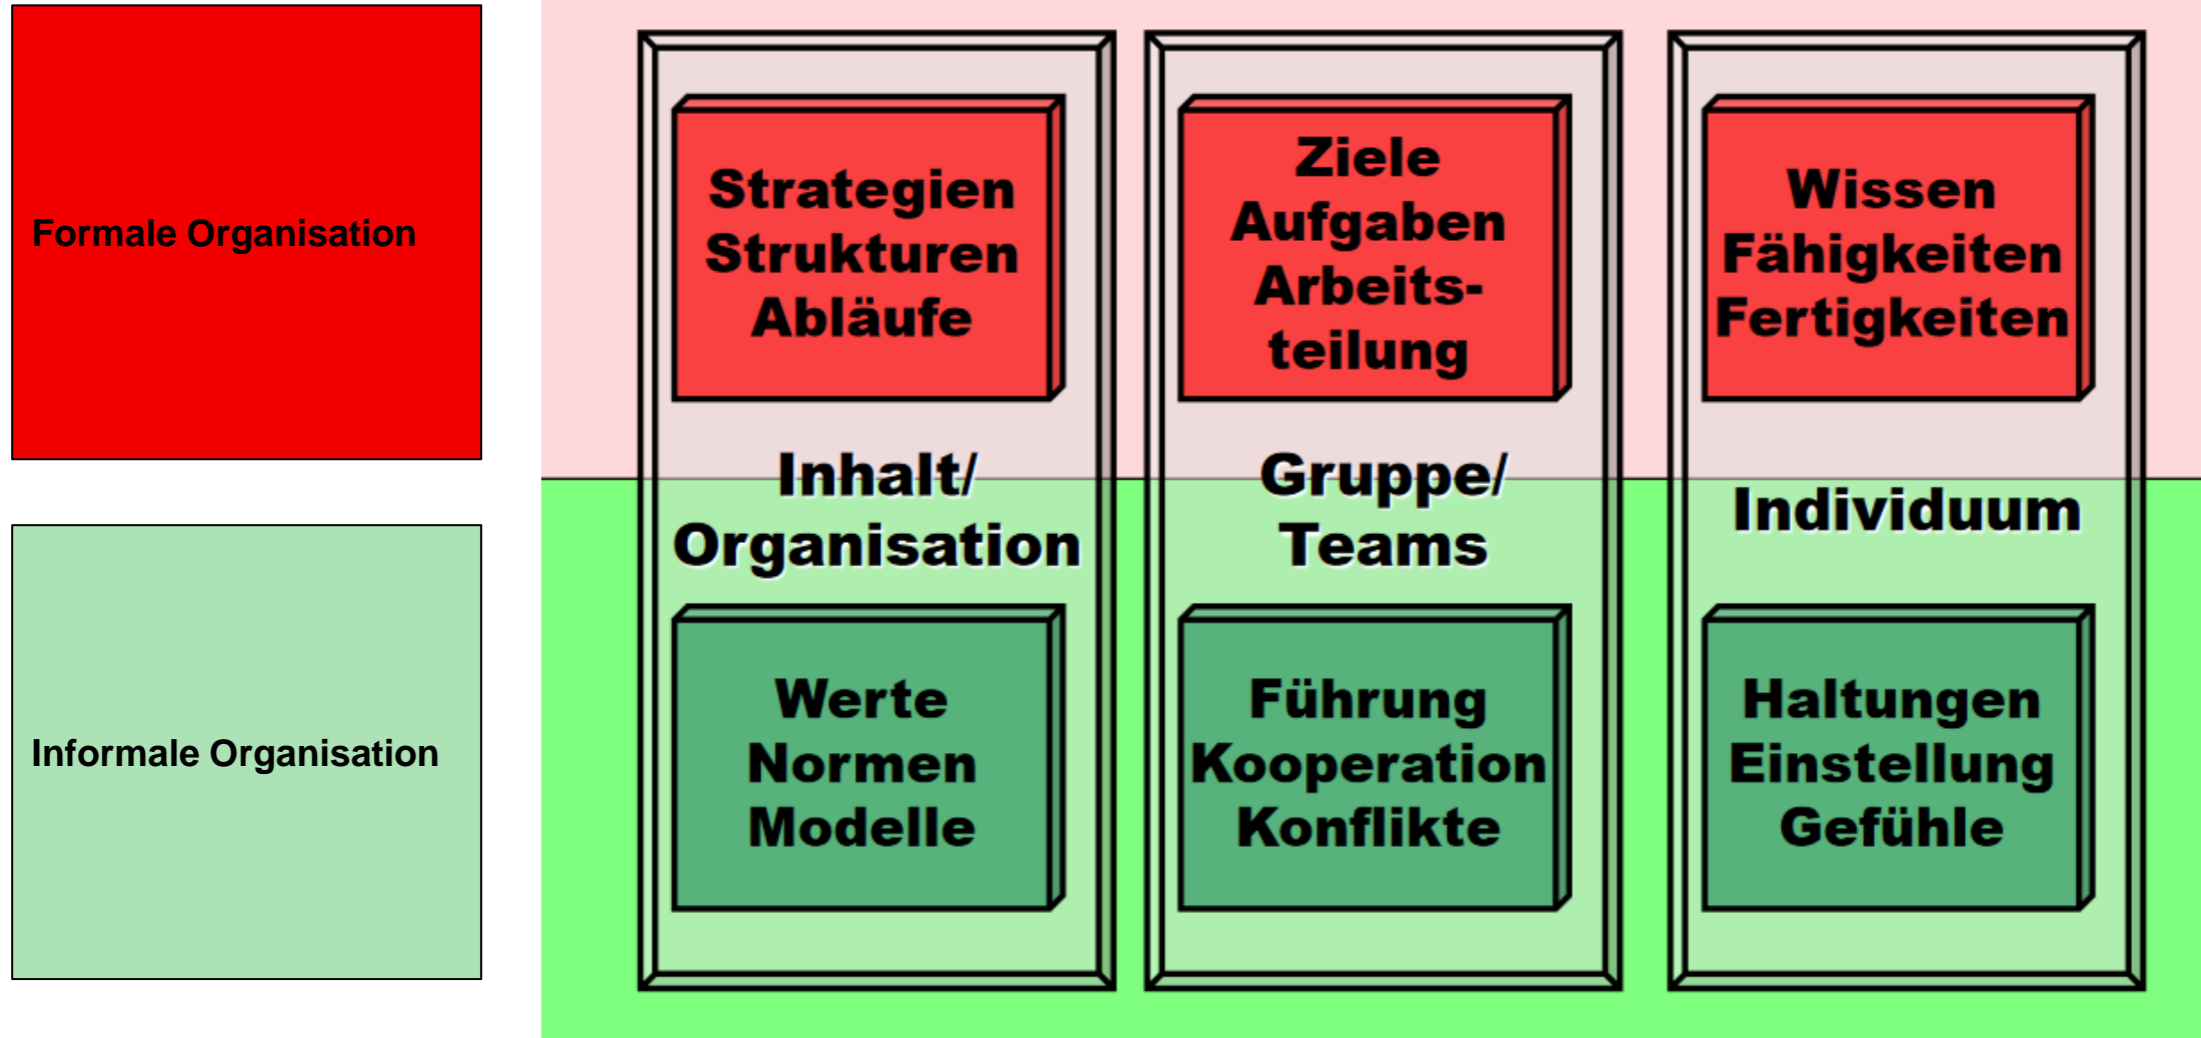 Formale Organisation
Strategien
Strukturen
Abläufe
Ziele
Aufgaben
Arbeits-
teilung
Wissen
Fähigkeiten
Fertigkeiten
Inhalt/
Organisation
Gruppe/
Teams
Individuum
Informale Organisation
Werte
Normen
Modelle
Führung
Kooperation
Konflikte
Haltungen
Einstellung
Gefühle